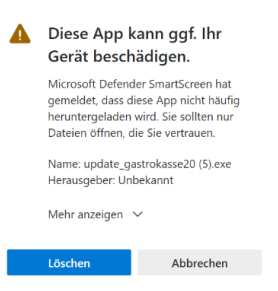 Diese App kann ggf. Ihr
Gerät beschädigen.
Microsoft Defender SmartScreen hat
gemeldet, dass diese App nicht häufig
heruntergeladen wird. Sie sollten nur
Dateien öffnen, die Sie vertrauen.
Name: update_gastrokasse20 (5).exe
Herausgeber: Unbekannt
Mehr anzeigen
Löschen
Abbrechen